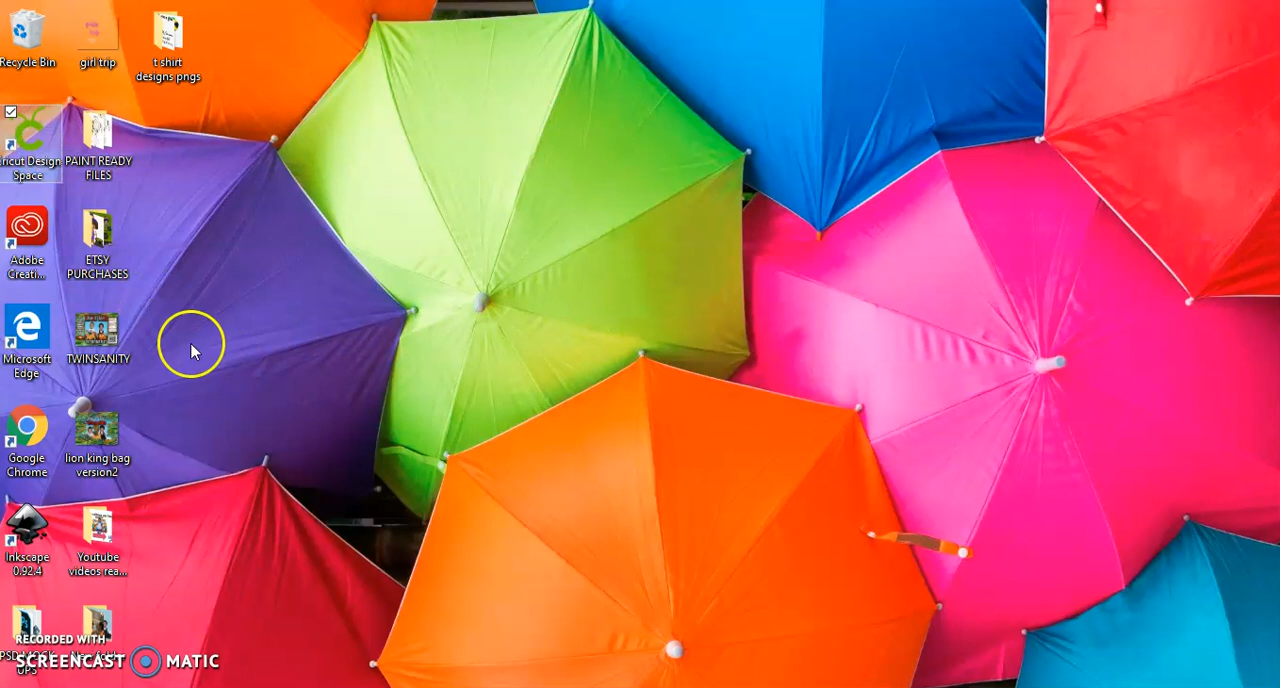 Recycle Bin
girl trip
t shirt
designs pngs
Cricut Design
Space
PAINT READY
FILES
Adobe
Creati...
ETSY
PURCHASES
Microsoft
Edge
TWINSANITY
Google
Chrome
lion king bag
version2
Inkscape
0.92.4
Youtube
videos rea...
PSD MOCK
UPS
RECORDED WITH
SCREENCAST
MATIC